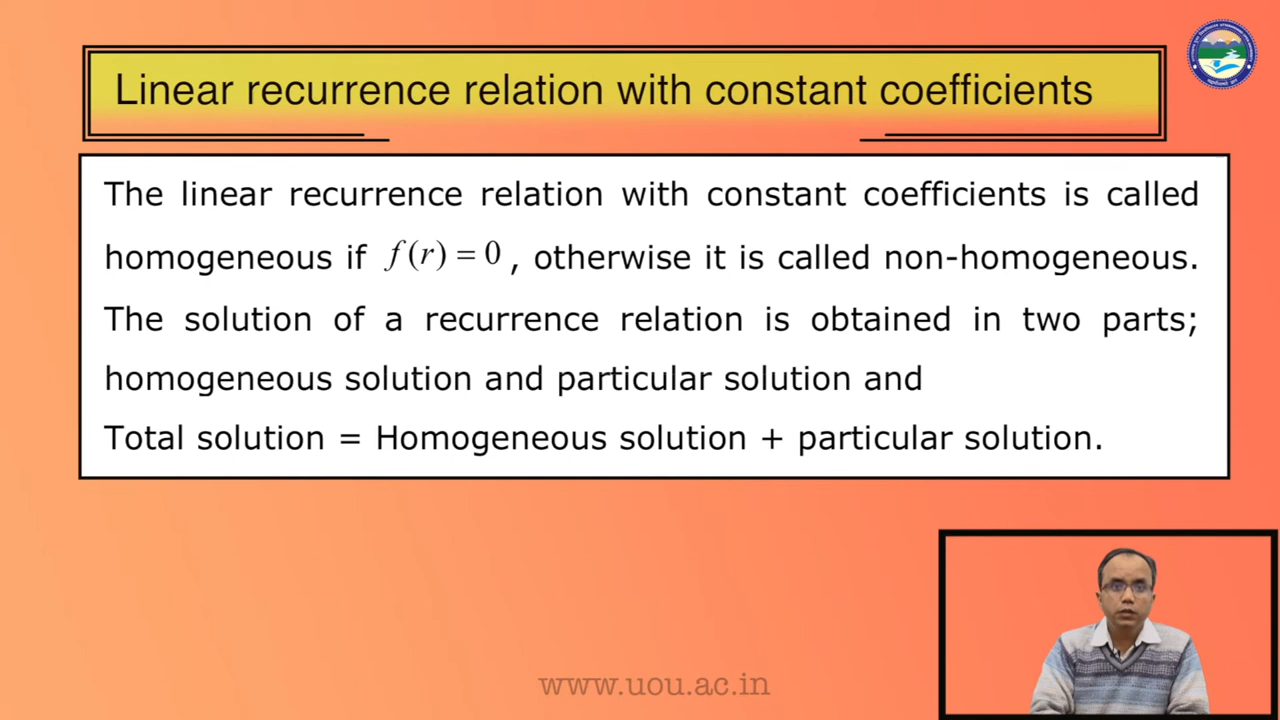 Linear recurrence relation with constant coefficients
The linear recurrence relation with constant coefficients is called
homogeneous if f(r) = 0 , otherwise it is called non-homogeneous.
The solution of a recurrence relation is obtained in two parts;
homogeneous solution and particular solution and
Total solution = Homogeneous solution + particular solution.
www.uou.ac.in